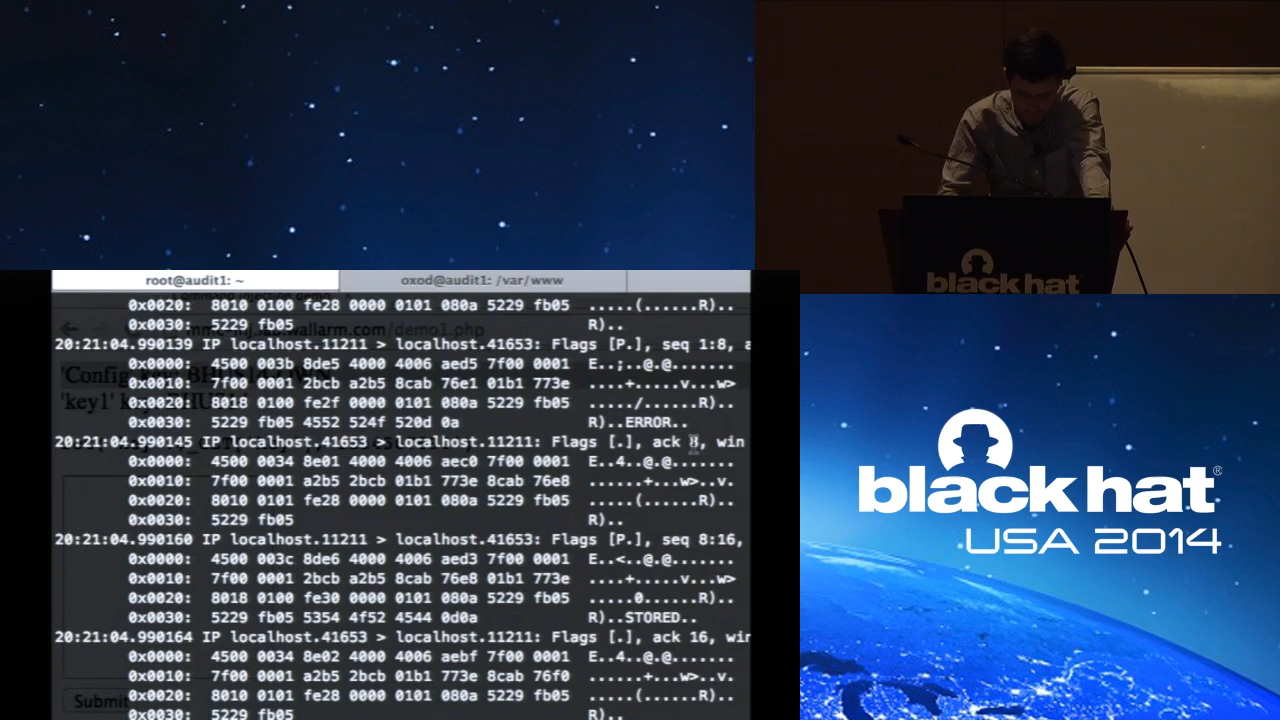 black hat
root@audit1: ~
oxod@audit1: /var/www
0x0020: 8010 0100 fe28 0000 0101 080a 5229 fb05 .....(......R)..
0x0030: 5229 fb05 R)..
20:21:04.990139 IP localhost.11211 > localhost.41653: Flags [P.], seq 1:8, a
0x0000: 4500 003b 8de5 4000 4006 aed5 7f00 0001 E..;..@.@.......
0x0010: 7f00 0001 2bcb a2b5 8cab 76e1 01b1 773e ....+.....v...w>
0x0020: 8018 0100 fe2f 0000 0101 080a 5229 fb05 ...../......R)..
0x0030: 5229 fb05 4552 524f 520d 0a R)..ERROR..
20:21:04.990145 IP localhost.41653 > localhost.11211: Flags [.], ack 8, win
0x0000: 4500 0034 8e01 4000 4006 aec0 7f00 0001 E..4..@.@.......
0x0010: 7f00 0001 a2b5 2bcb 01b1 773e 8cab 76e8 ......+...w>..v.
0x0020: 8010 0101 fe28 0000 0101 080a 5229 fb05 .....(......R)..
0x0030: 5229 fb05 R)..
20:21:04.990160 IP localhost.11211 > localhost.41653: Flags [P.], seq 8:16,
0x0000: 4500 003c 8de6 4000 4006 aed3 7f00 0001 E..<..@.@.......
0x0010: 7f00 0001 2bcb a2b5 8cab 76e8 01b1 773e ....+.....v...w>
0x0020: 8018 0100 fe30 0000 0101 080a 5229 fb05 .....0......R)..
0x0030: 5229 fb05 5354 4f52 4544 0d0a R)..STORED..
20:21:04.990164 IP localhost.41653 > localhost.11211: Flags [.], ack 16, win
0x0000: 4500 0034 8e02 4000 4006 aebf 7f00 0001 E..4..@.@.......
0x0010: 7f00 0001 a2b5 2bcb 01b1 773e 8cab 76f0 ......+...w>..v.
0x0020: 8010 0101 fe28 0000 0101 080a 5229 fb05 .....(......R)..
0x0030: 5229 fb05 R)..
Submit
black hat®
USA 2014